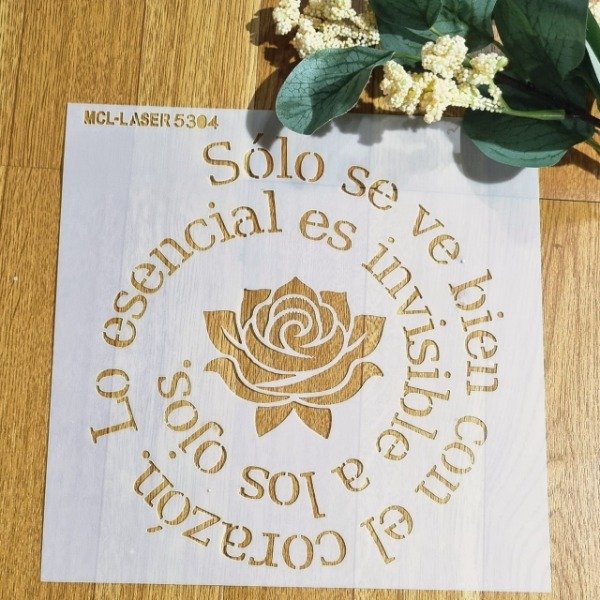 MCL-LASER 5304
Sólo se ve bien con el corazón.
Lo esencial es invisible a los ojos.